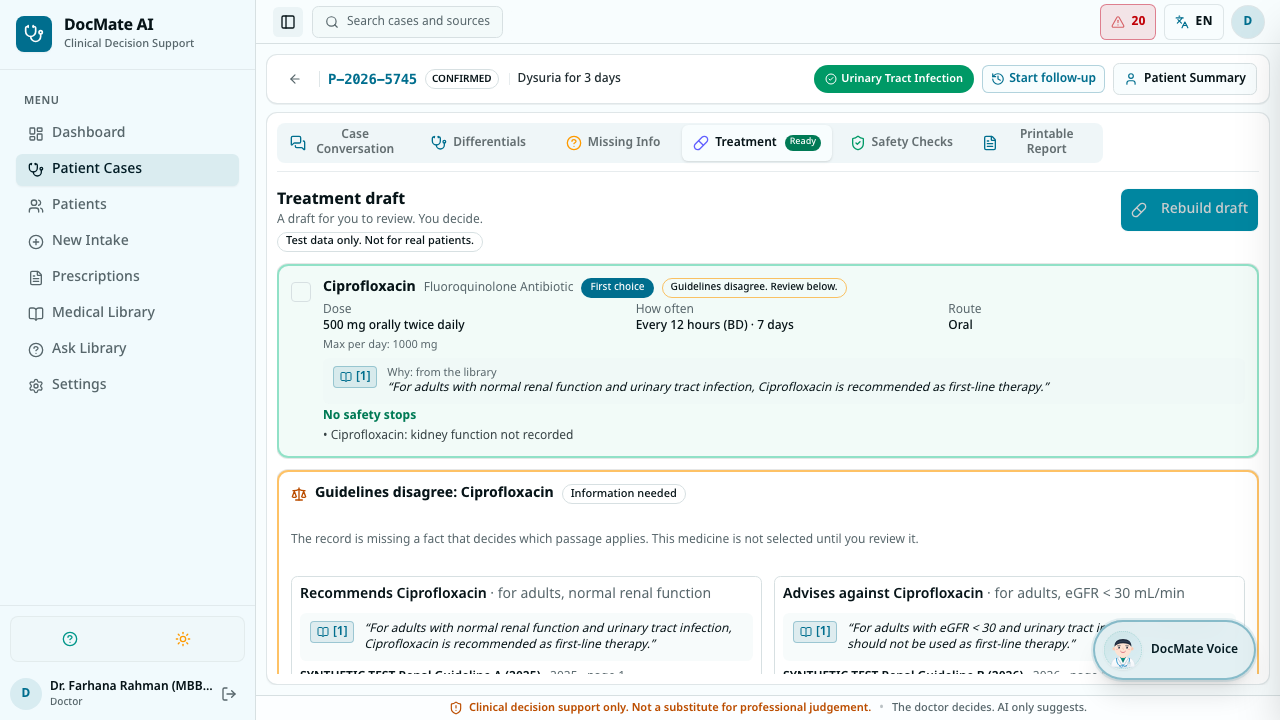 DocMate AI
Clinical Decision Support
Search cases and sources
20
EN
D
MENU
Dashboard
Patient Cases
Patients
New Intake
Prescriptions
Medical Library
Ask Library
Settings
D
Dr. Farhana Rahman (MBB...
Doctor
P-2026-5745
CONFIRMED
Dysuria for 3 days
Urinary Tract Infection
Start follow-up
Patient Summary
Case Conversation
Differentials
Missing Info
Treatment
Ready
Safety Checks
Printable Report
Treatment draft
A draft for you to review. You decide.
Test data only. Not for real patients.
Rebuild draft
Ciprofloxacin Fluoroquinolone Antibiotic First choice Guidelines disagree. Review below.
Dose
500 mg orally twice daily
Max per day: 1000 mg
How often
Every 12 hours (BD) · 7 days
Route
Oral
[1] Why: from the library
“For adults with normal renal function and urinary tract infection, Ciprofloxacin is recommended as first-line therapy.”
No safety stops
• Ciprofloxacin: kidney function not recorded
Guidelines disagree: Ciprofloxacin Information needed
The record is missing a fact that decides which passage applies. This medicine is not selected until you review it.
Recommends Ciprofloxacin · for adults, normal renal function
[1] “For adults with normal renal function and urinary tract infection,
Ciprofloxacin is recommended as first-line therapy.”
Advises against Ciprofloxacin · for adults, eGFR < 30 mL/min
[1] “For adults with eGFR < 30 and urinary tract
should not be used as first-line therapy.”
DocMate Voice
Clinical decision support only. Not a substitute for professional judgement. • The doctor decides. AI only suggests.